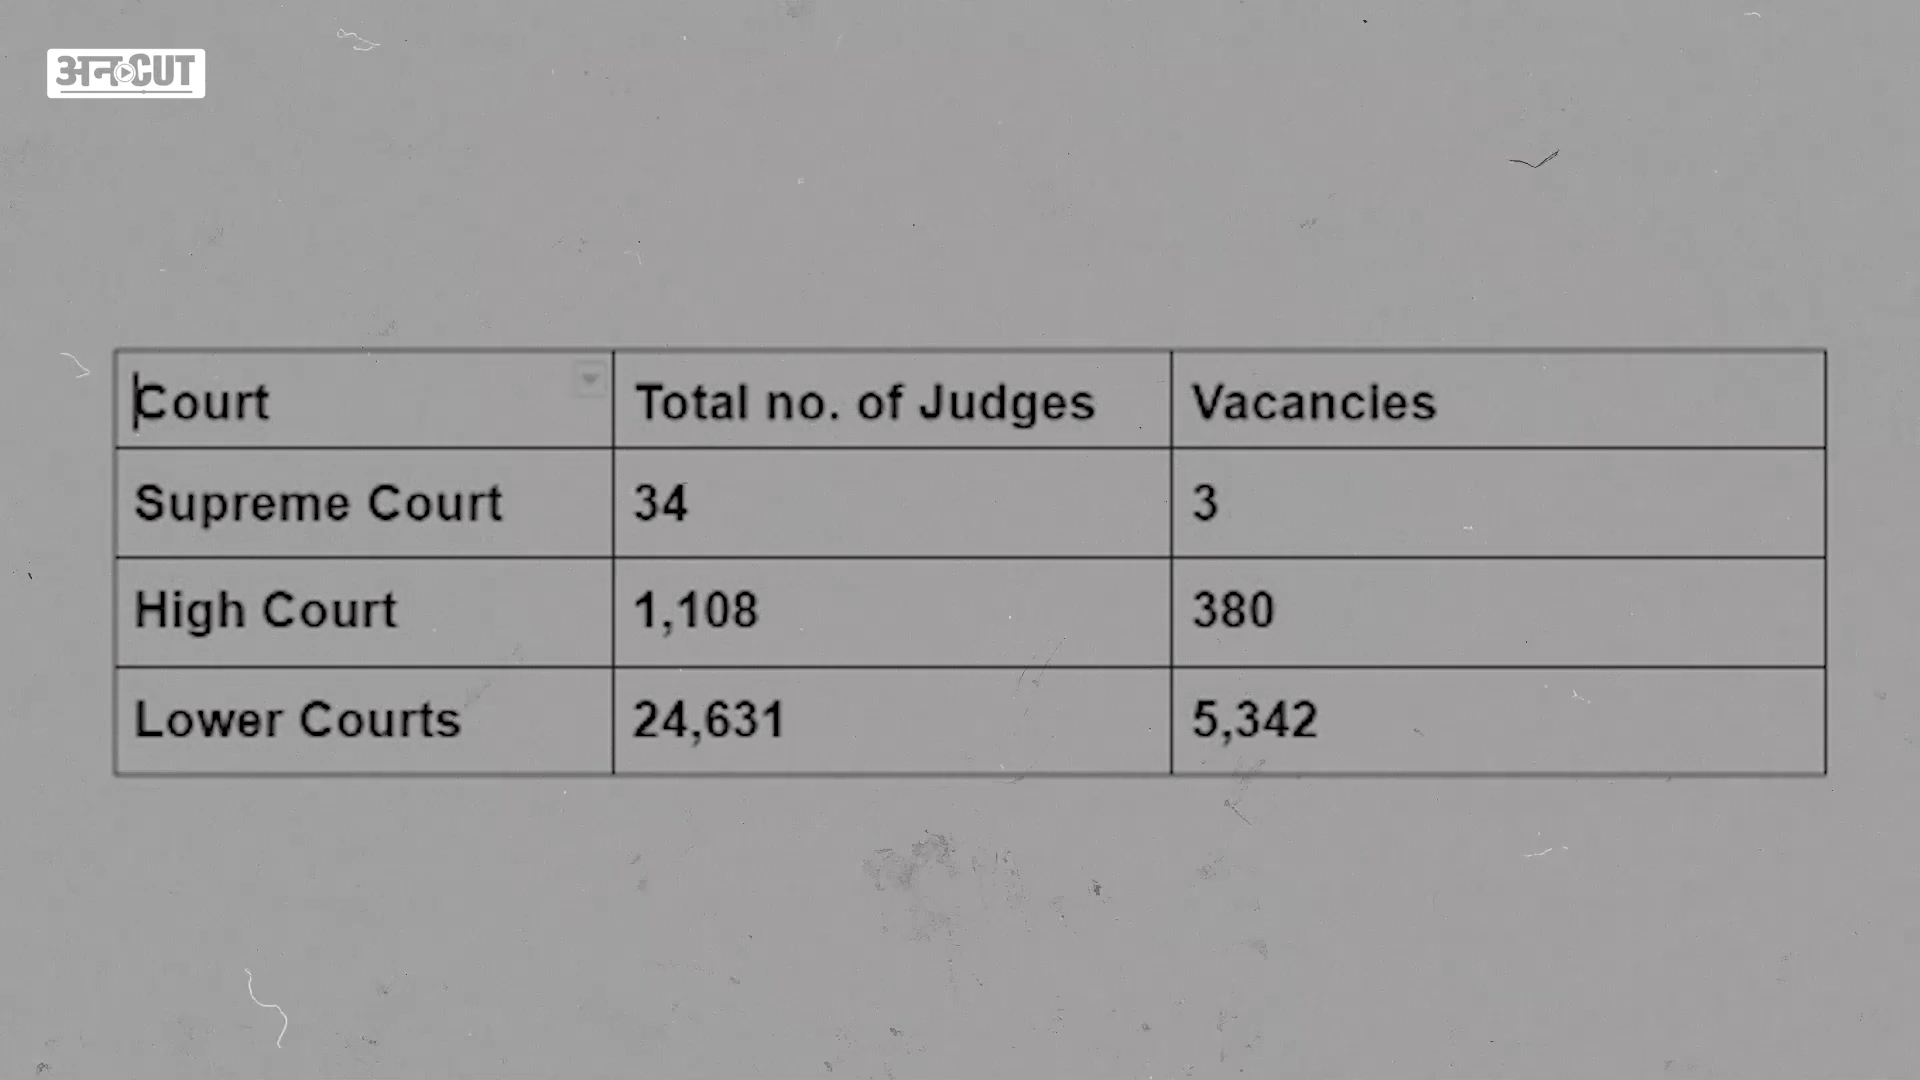 अनCUT
Court Total no. of Judges Vacancies
Supreme Court 34 3
High Court 1,108 380
Lower Courts 24,631 5,342